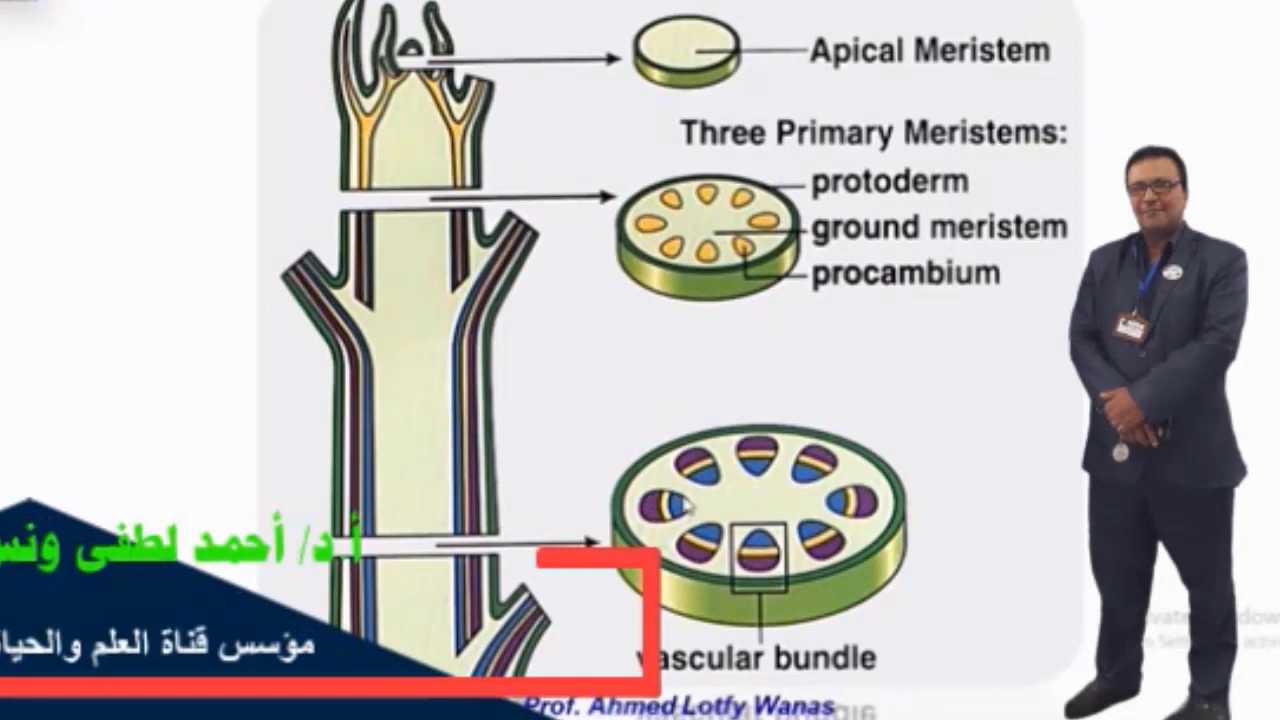 Apical Meristem
Three Primary Meristems:
protoderm
ground meristem
procambium
أ د/ أحمد لطفى ونس
مؤسس قناة العلم والحيا
vascular bundle
Prof. Ahmed Lotfy Wanas